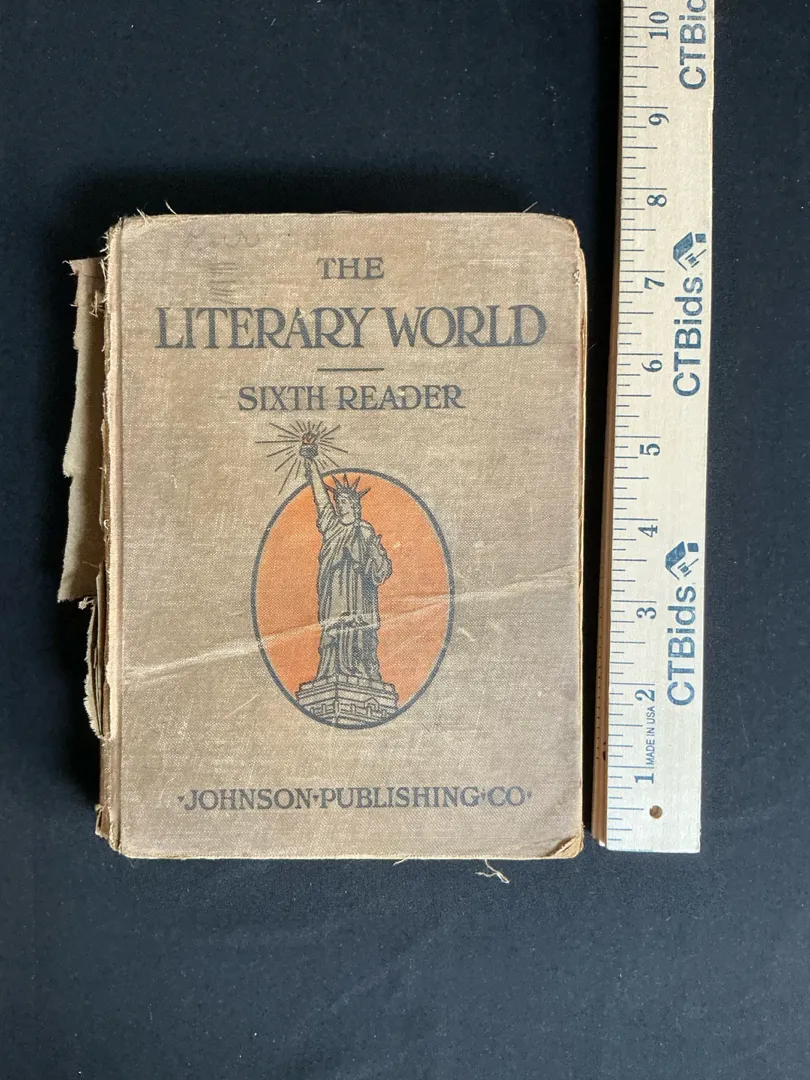 THE
LITERARY WORLD
SIXTH READER
·JOHNSON·PUBLISHING·CO·
10
9
8
7
6
5
4
3
2
1
CTBids
CTBids
CTBic
MADE IN USA